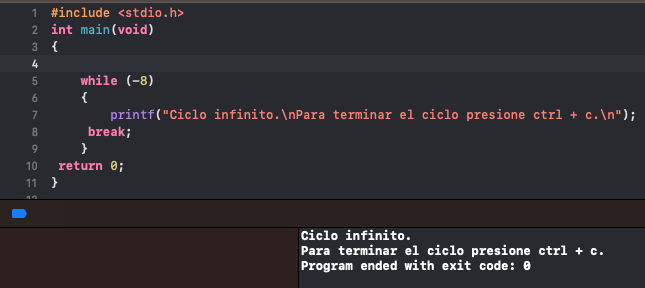 1 #include <stdio.h>
2 int main(void)
3 {
4
5 while (-8)
6 {
7 printf("Ciclo infinito.\nPara terminar el ciclo presione ctrl + c.\n");
8 break;
9 }
10 return 0;
11 }
12
Ciclo infinito.
Para terminar el ciclo presione ctrl + c.
Program ended with exit code: 0